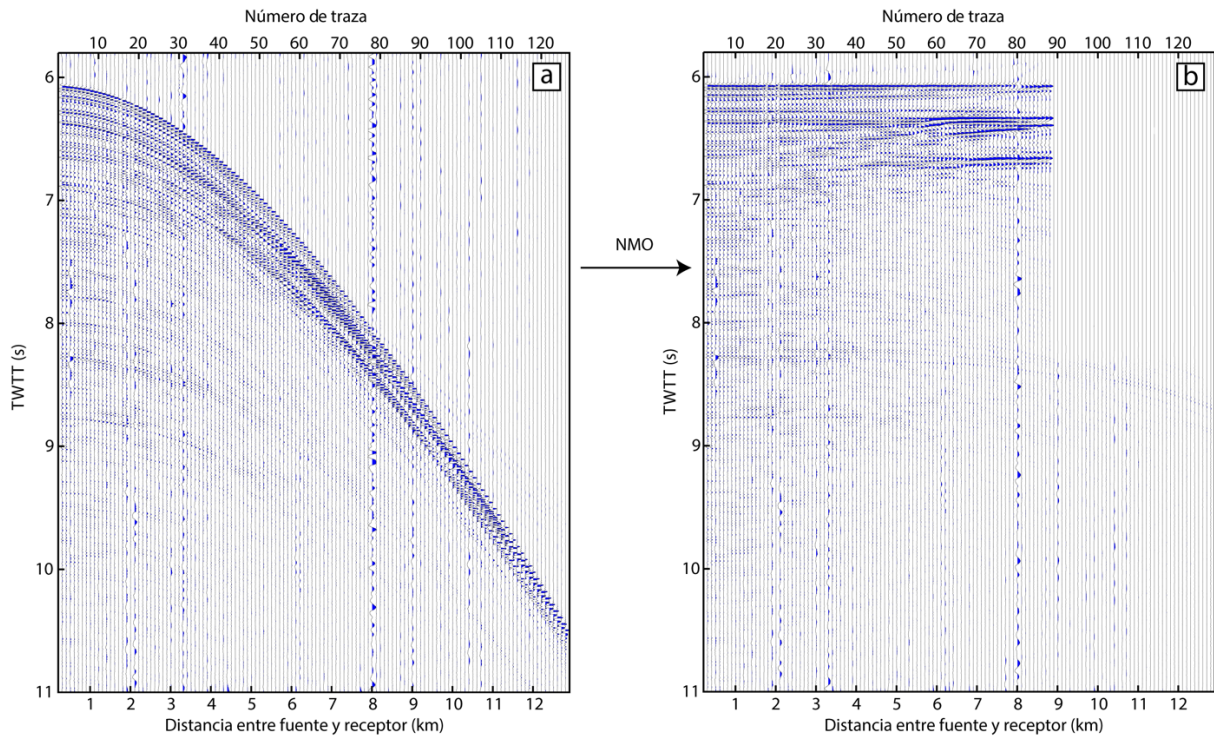 Número de traza
10 20 30 40 50 60 70 80 90 100 110 120
a
6
7
8
9
10
11
TWTT (s)
1 2 3 4 5 6 7 8 9 10 11 12
Distancia entre fuente y receptor (km)
NMO
Número de traza
10 20 30 40 50 60 70 80 90 100 110 120
b
6
7
8
9
10
11
TWTT (s)
1 2 3 4 5 6 7 8 9 10 11 12
Distancia entre fuente y receptor (km)